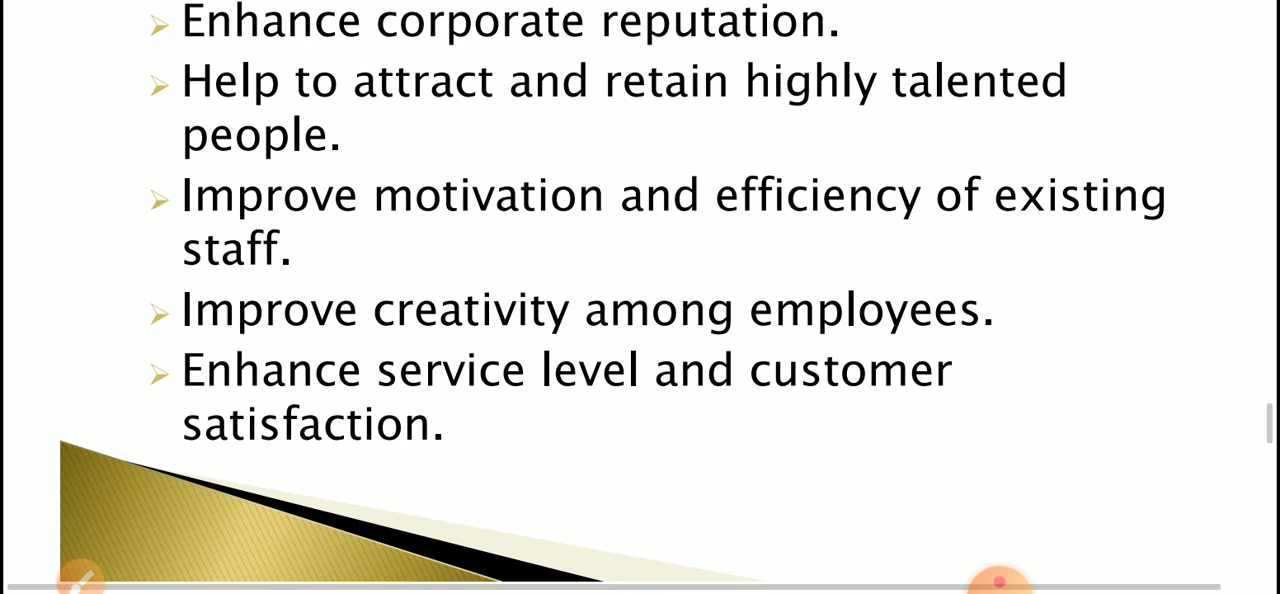 Enhance corporate reputation.
Help to attract and retain highly talented
people.
Improve motivation and efficiency of existing
staff.
Improve creativity among employees.
Enhance service level and customer
satisfaction.